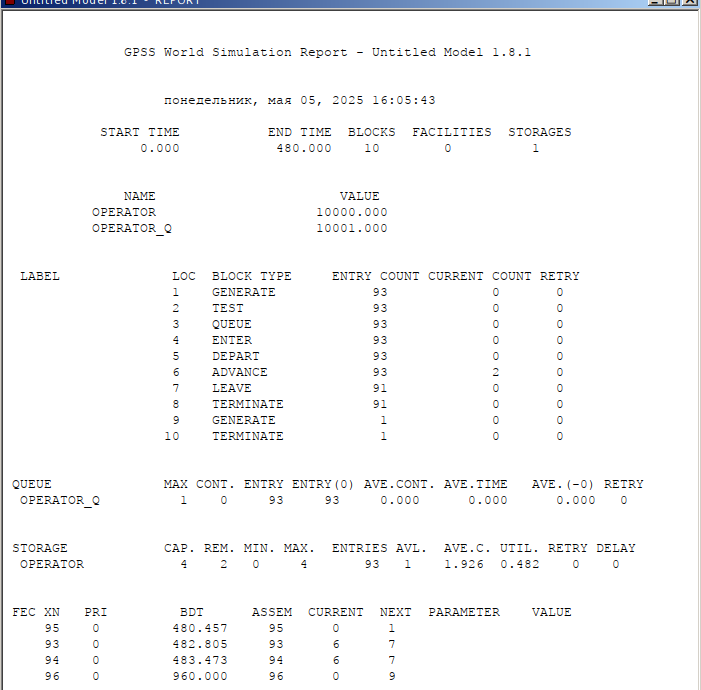 Untitled Model 1.8.1 - REPORT
GPSS World Simulation Report - Untitled Model 1.8.1
понедельник, мая 05, 2025 16:05:43
START TIME END TIME BLOCKS FACILITIES STORAGES
0.000 480.000 10 0 1
NAME VALUE
OPERATOR 10000.000
OPERATOR_Q 10001.000
LABEL LOC BLOCK TYPE ENTRY COUNT CURRENT COUNT RETRY
1 GENERATE 93 0 0
2 TEST 93 0 0
3 QUEUE 93 0 0
4 ENTER 93 0 0
5 DEPART 93 0 0
6 ADVANCE 93 2 0
7 LEAVE 91 0 0
8 TERMINATE 91 0 0
9 GENERATE 1 0 0
10 TERMINATE 1 0 0
QUEUE MAX CONT. ENTRY ENTRY(0) AVE.CONT. AVE.TIME AVE.(-0) RETRY
OPERATOR_Q 1 0 93 93 0.000 0.000 0.000 0
STORAGE CAP. REM. MIN. MAX. ENTRIES AVL. AVE.C. UTIL. RETRY DELAY
OPERATOR 4 2 0 4 93 1 1.926 0.482 0 0
FEC XN PRI BDT ASSEM CURRENT NEXT PARAMETER VALUE
95 0 480.457 95 0 1
93 0 482.805 93 6 7
94 0 483.473 94 6 7
96 0 960.000 96 0 9